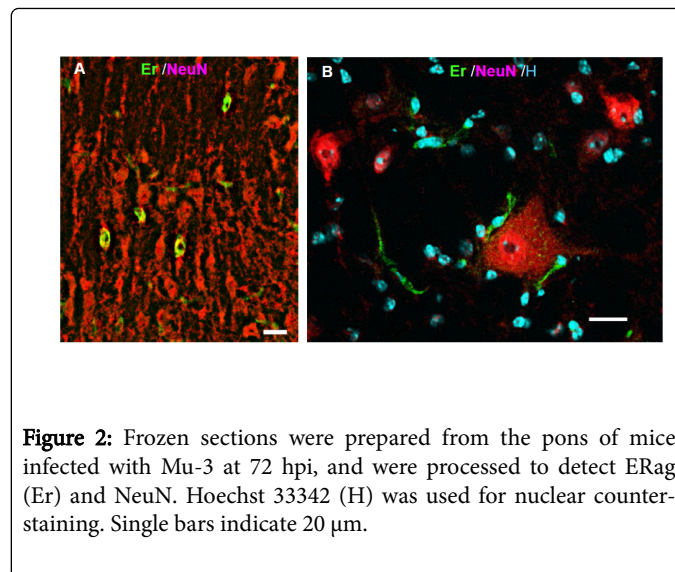 A Er /NeuN
B Er /NeuN /H
Figure 2: Frozen sections were prepared from the pons of mice
infected with Mu-3 at 72 hpi, and were processed to detect ERag
(Er) and NeuN. Hoechst 33342 (H) was used for nuclear counter-
staining. Single bars indicate 20 μm.